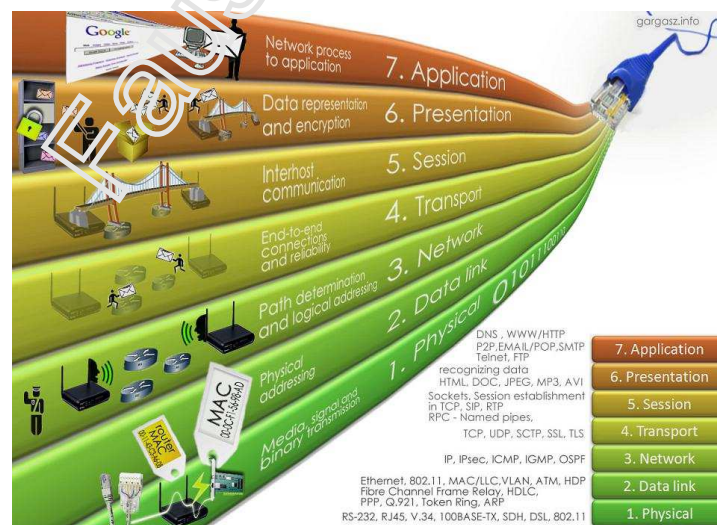 gargasz.info
Google
Network process
to application
7. Application
Data representation
and encryption
6. Presentation
Interhost
communication
5. Session
End-to-end
connections
and reliability
4. Transport
Path determination
and logical addressing
3. Network
Physical
addressing
2. Data link
Media, signal and
binary transmission
1. Physical
MAC
router
MAC
DNS , WWW/HTTP
P2P,EMAIL/POP,SMTP
Telnet, FTP
7. Application
recognizing data
HTML, DOC, JPEG, MP3, AVI
6. Presentation
Sockets, Session establishment
in TCP, SIP, RTP
RPC - Named pipes,
5. Session
TCP, UDP, SCTP, SSL, TLS
4. Transport
IP, IPsec, ICMP, IGMP, OSPF
3. Network
Ethernet, 802.11, MAC/LLC,VLAN, ATM, HDP
Fibre Channel Frame Relay, HDLC,
PPP, Q.921, Token Ring, ARP
2. Data link
RS-232, RJ45, V.34, 100BASE-TX, SDH, DSL, 802.11
1. Physical